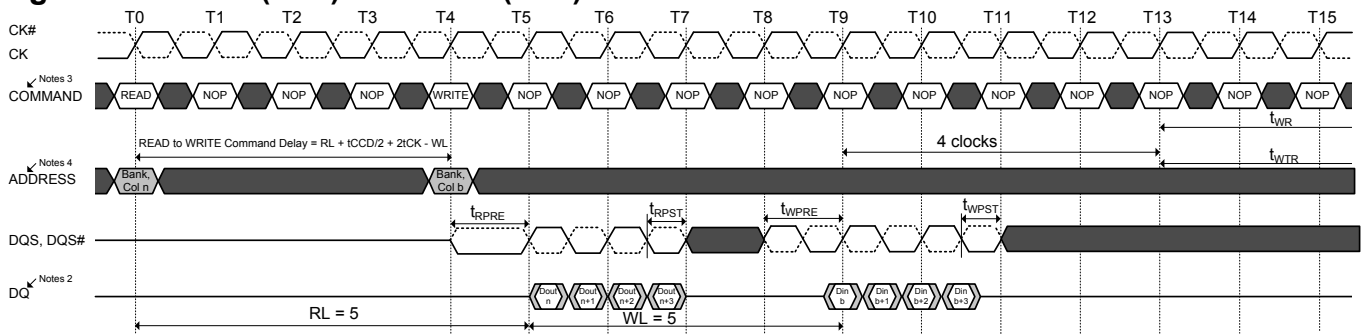 T0 T1 T2 T3 T4 T5 T6 T7 T8 T9 T10 T11 T12 T13 T14 T15
CK#
CK
Notes 3
COMMAND READ NOP NOP NOP WRITE NOP NOP NOP NOP NOP NOP NOP NOP NOP NOP NOP
tWR
READ to WRITE Command Delay = RL + tCCD/2 + 2tCK - WL
4 clocks
tWTR
Notes 4
ADDRESS
Bank, Col n
Bank, Col b
tRPRE tRPST tWPRE tWPST
DQS, DQS#
Notes 2
DQ
Dout n
Dout n+1
Dout n+2
Dout n+3
Din b
Din b+1
Din b+2
Din b+3
RL = 5
WL = 5